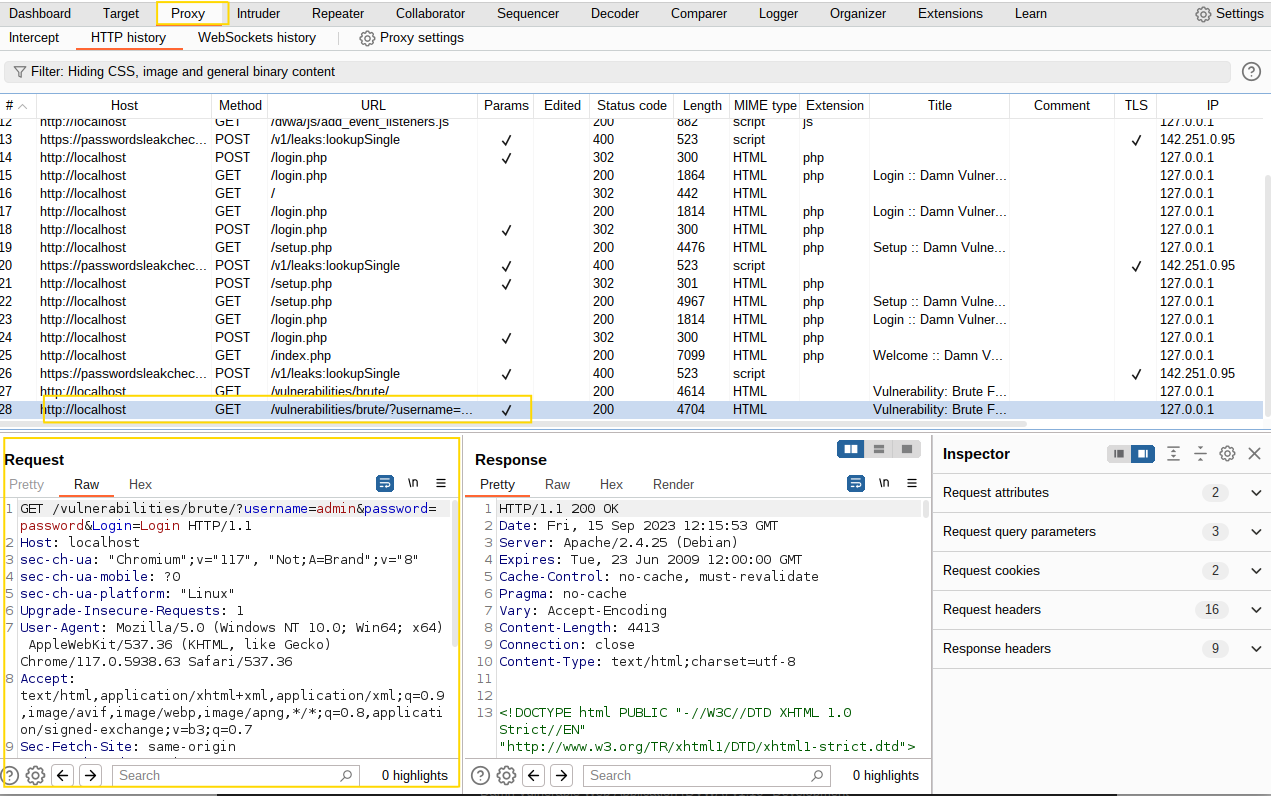 Dashboard Target Proxy Intruder Repeater Collaborator Sequencer Decoder Comparer Logger Organizer Extensions Learn Settings
Intercept HTTP history WebSockets history Proxy settings
Filter: Hiding CSS, image and general binary content
# Host Method URL Params Edited Status code Length MIME type Extension Title Comment TLS IP
12 http://localhost GET /dvwa/js/add_event_listeners.js 200 882 script js 127.0.0.1
13 https://passwordsleakchec... POST /v1/leaks:lookupSingle ✓ 400 523 script ✓ 142.251.0.95
14 http://localhost POST /login.php ✓ 302 300 HTML php 127.0.0.1
15 http://localhost GET /login.php 200 1864 HTML php Login :: Damn Vulner... 127.0.0.1
16 http://localhost GET / 302 442 HTML 127.0.0.1
17 http://localhost GET /login.php 200 1814 HTML php Login :: Damn Vulner... 127.0.0.1
18 http://localhost POST /login.php ✓ 302 300 HTML php 127.0.0.1
19 http://localhost GET /setup.php 200 4476 HTML php Setup :: Damn Vulne... 127.0.0.1
20 https://passwordsleakchec... POST /v1/leaks:lookupSingle ✓ 400 523 script ✓ 142.251.0.95
21 http://localhost POST /setup.php ✓ 302 301 HTML php 127.0.0.1
22 http://localhost GET /setup.php 200 4967 HTML php Setup :: Damn Vulne... 127.0.0.1
23 http://localhost GET /login.php 200 1814 HTML php Login :: Damn Vulner... 127.0.0.1
24 http://localhost POST /login.php ✓ 302 300 HTML php 127.0.0.1
25 http://localhost GET /index.php 200 7099 HTML php Welcome :: Damn V... 127.0.0.1
26 https://passwordsleakchec... POST /v1/leaks:lookupSingle ✓ 400 523 script ✓ 142.251.0.95
27 http://localhost GET /vulnerabilities/brute/ 200 4614 HTML Vulnerability: Brute F... 127.0.0.1
28 http://localhost GET /vulnerabilities/brute/?username=... ✓ 200 4704 HTML Vulnerability: Brute F... 127.0.0.1
Request
Pretty Raw Hex \n
1 GET /vulnerabilities/brute/?username=admin&password=
password&Login=Login HTTP/1.1
2 Host: localhost
3 sec-ch-ua: "Chromium";v="117", "Not;A=Brand";v="8"
4 sec-ch-ua-mobile: ?0
5 sec-ch-ua-platform: "Linux"
6 Upgrade-Insecure-Requests: 1
7 User-Agent: Mozilla/5.0 (Windows NT 10.0; Win64; x64)
AppleWebKit/537.36 (KHTML, like Gecko)
Chrome/117.0.5938.63 Safari/537.36
8 Accept:
text/html,application/xhtml+xml,application/xml;q=0.9
,image/avif,image/webp,image/apng,*/*;q=0.8,applicati
on/signed-exchange;v=b3;q=0.7
9 Sec-Fetch-Site: same-origin
Search 0 highlights
Response
Pretty Raw Hex Render \n
1 HTTP/1.1 200 OK
2 Date: Fri, 15 Sep 2023 12:15:53 GMT
3 Server: Apache/2.4.25 (Debian)
4 Expires: Tue, 23 Jun 2009 12:00:00 GMT
5 Cache-Control: no-cache, must-revalidate
6 Pragma: no-cache
7 Vary: Accept-Encoding
8 Content-Length: 4413
9 Connection: close
10 Content-Type: text/html;charset=utf-8
11
12
13 <!DOCTYPE html PUBLIC "-//W3C//DTD XHTML 1.0
Strict//EN"
"http://www.w3.org/TR/xhtml1/DTD/xhtml1-strict.dtd">
Search 0 highlights
Inspector
Request attributes 2
Request query parameters 3
Request cookies 2
Request headers 16
Response headers 9